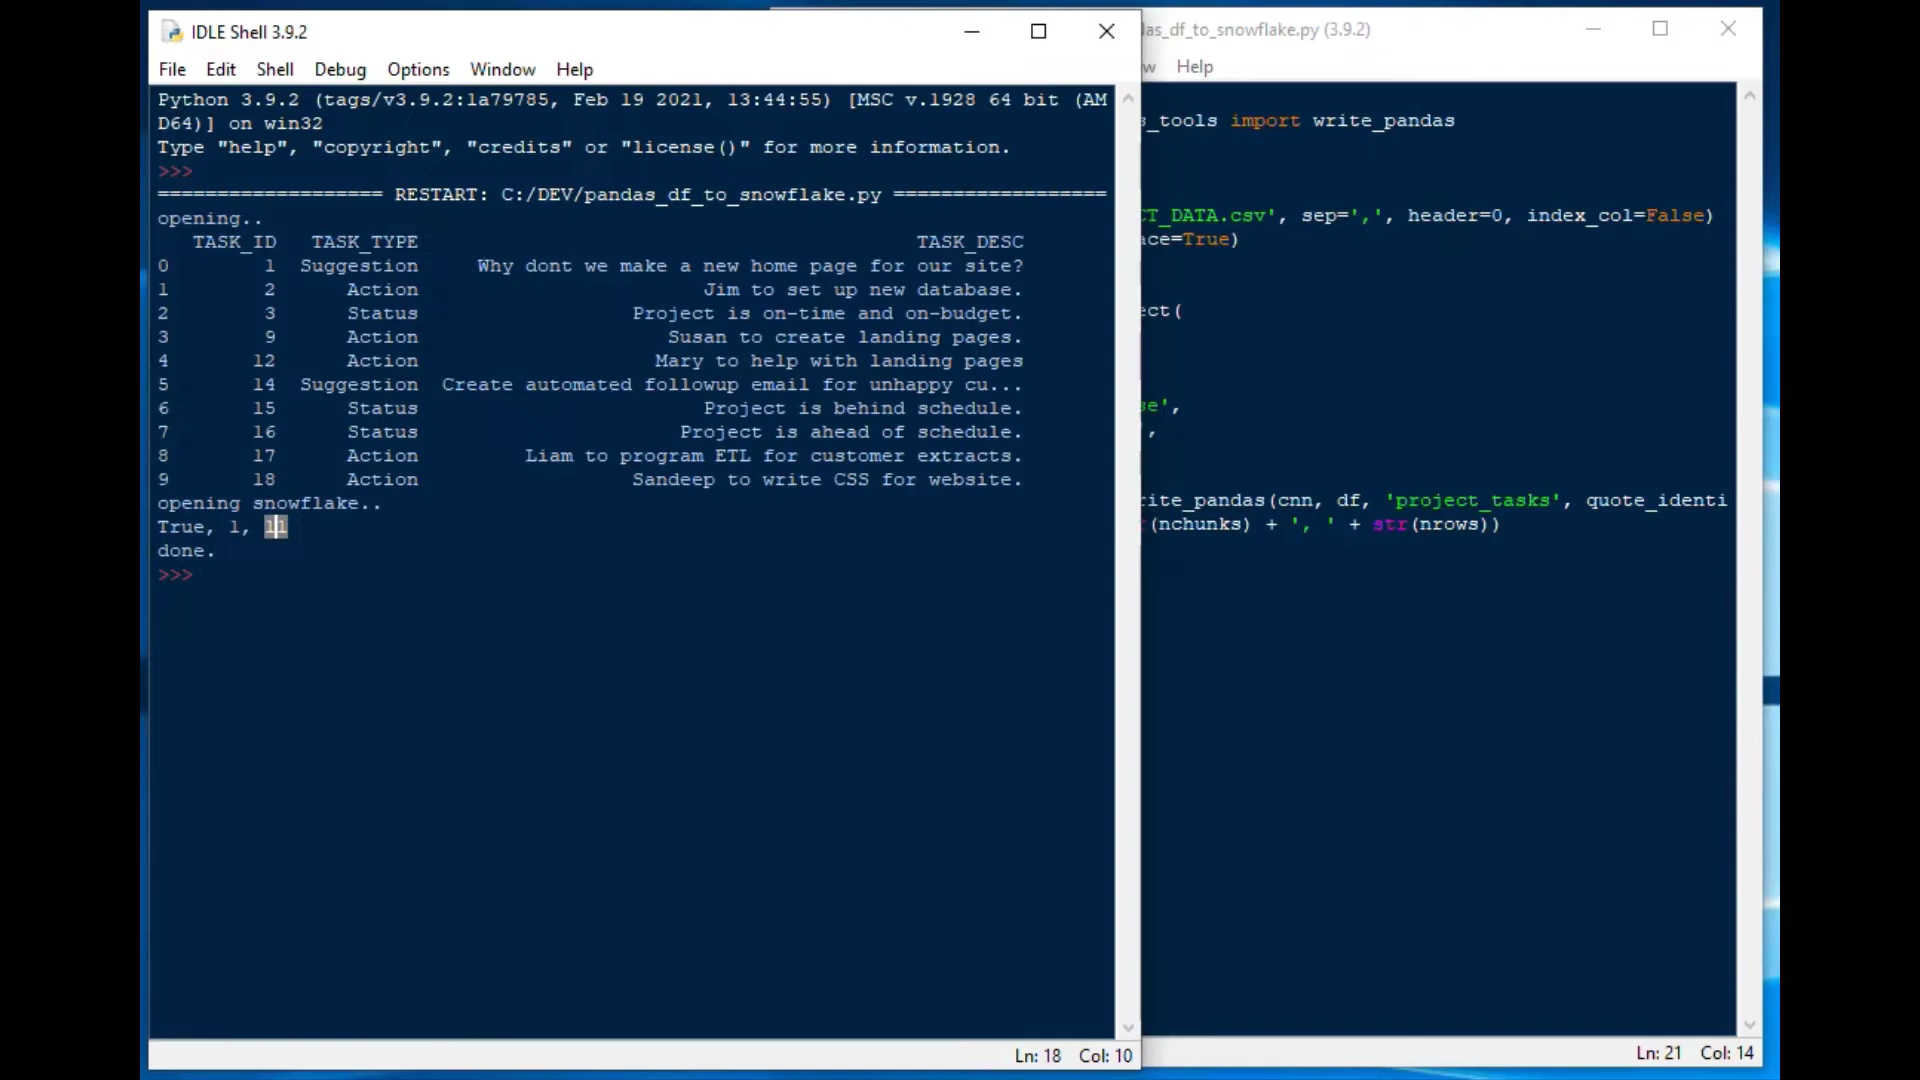 IDLE Shell 3.9.2
File Edit Shell Debug Options Window Help
Python 3.9.2 (tags/v3.9.2:1a79785, Feb 19 2021, 13:44:55) [MSC v.1928 64 bit (AM
D64)] on win32
Type "help", "copyright", "credits" or "license()" for more information.
>>>
=================== RESTART: C:/DEV/pandas_df_to_snowflake.py ==================
opening..
TASK_ID TASK_TYPE TASK_DESC
0 1 Suggestion Why dont we make a new home page for our site?
1 2 Action Jim to set up new database.
2 3 Status Project is on-time and on-budget.
3 9 Action Susan to create landing pages.
4 12 Action Mary to help with landing pages
5 14 Suggestion Create automated followup email for unhappy cu...
6 15 Status Project is behind schedule.
7 16 Status Project is ahead of schedule.
8 17 Action Liam to program ETL for customer extracts.
9 18 Action Sandeep to write CSS for website.
opening snowflake..
True, 1, 11
done.
>>>
Ln: 18 Col: 10
as_df_to_snowflake.py (3.9.2)
w Help
s_tools import write_pandas
CT_DATA.csv', sep=',', header=0, index_col=False)
ace=True)
ect(
se',
',
rite_pandas(cnn, df, 'project_tasks', quote_identi
(nchunks) + ', ' + str(nrows))
Ln: 21 Col: 14